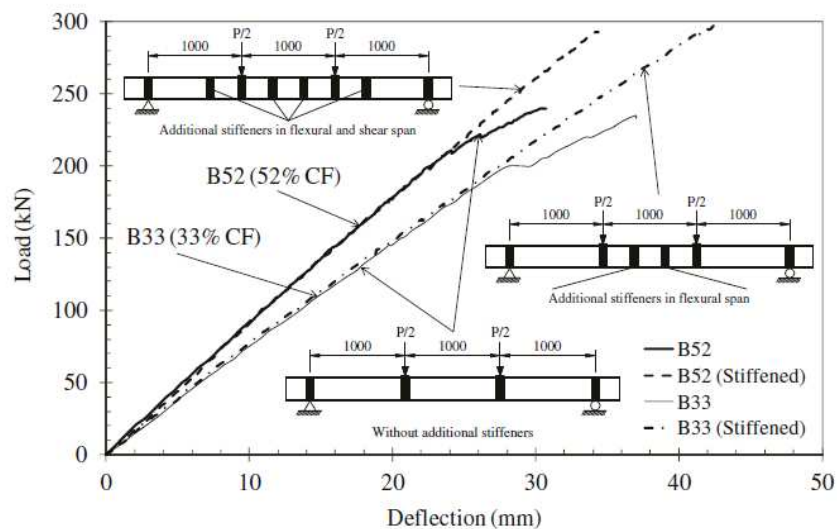 300
250
200
150
100
50
0
Load (kN)
0 10 20 30 40 50
Deflection (mm)
P/2 P/2
1000 1000 1000
Additional stiffeners in flexural and shear span
B52 (52% CF)
B33 (33% CF)
P/2 P/2
1000 1000 1000
Additional stiffeners in flexural span
P/2 P/2
1000 1000 1000
Without additional stiffeners
B52
B52 (Stiffened)
B33
B33 (Stiffened)